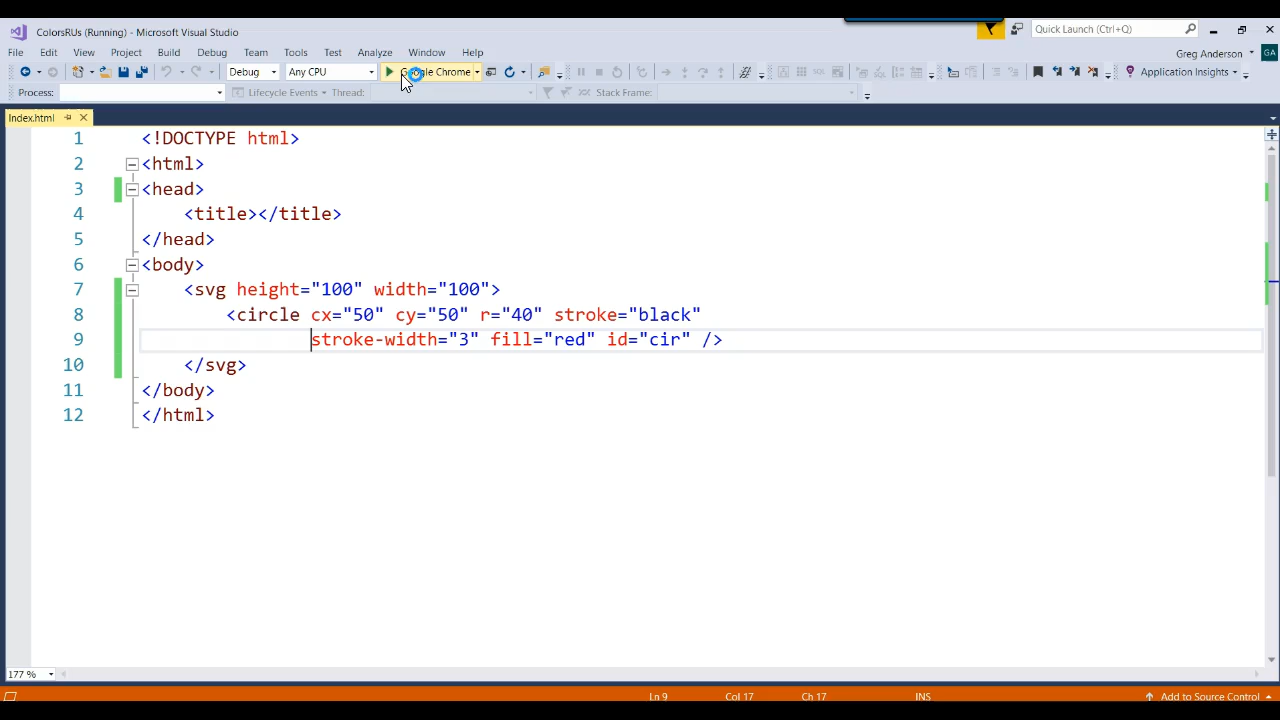 ColorsRUs (Running) - Microsoft Visual Studio
Quick Launch (Ctrl+Q)
File Edit View Project Build Debug Team Tools Test Analyze Window Help
Greg Anderson GA
Debug Any CPU Google Chrome Application Insights
Process: Lifecycle Events Thread: Stack Frame:
Index.html
1 <!DOCTYPE html>
2 <html>
3 <head>
4 <title></title>
5 </head>
6 <body>
7 <svg height="100" width="100">
8 <circle cx="50" cy="50" r="40" stroke="black"
9 stroke-width="3" fill="red" id="cir" />
10 </svg>
11 </body>
12 </html>
177 %
Ln 9 Col 17 Ch 17 INS Add to Source Control